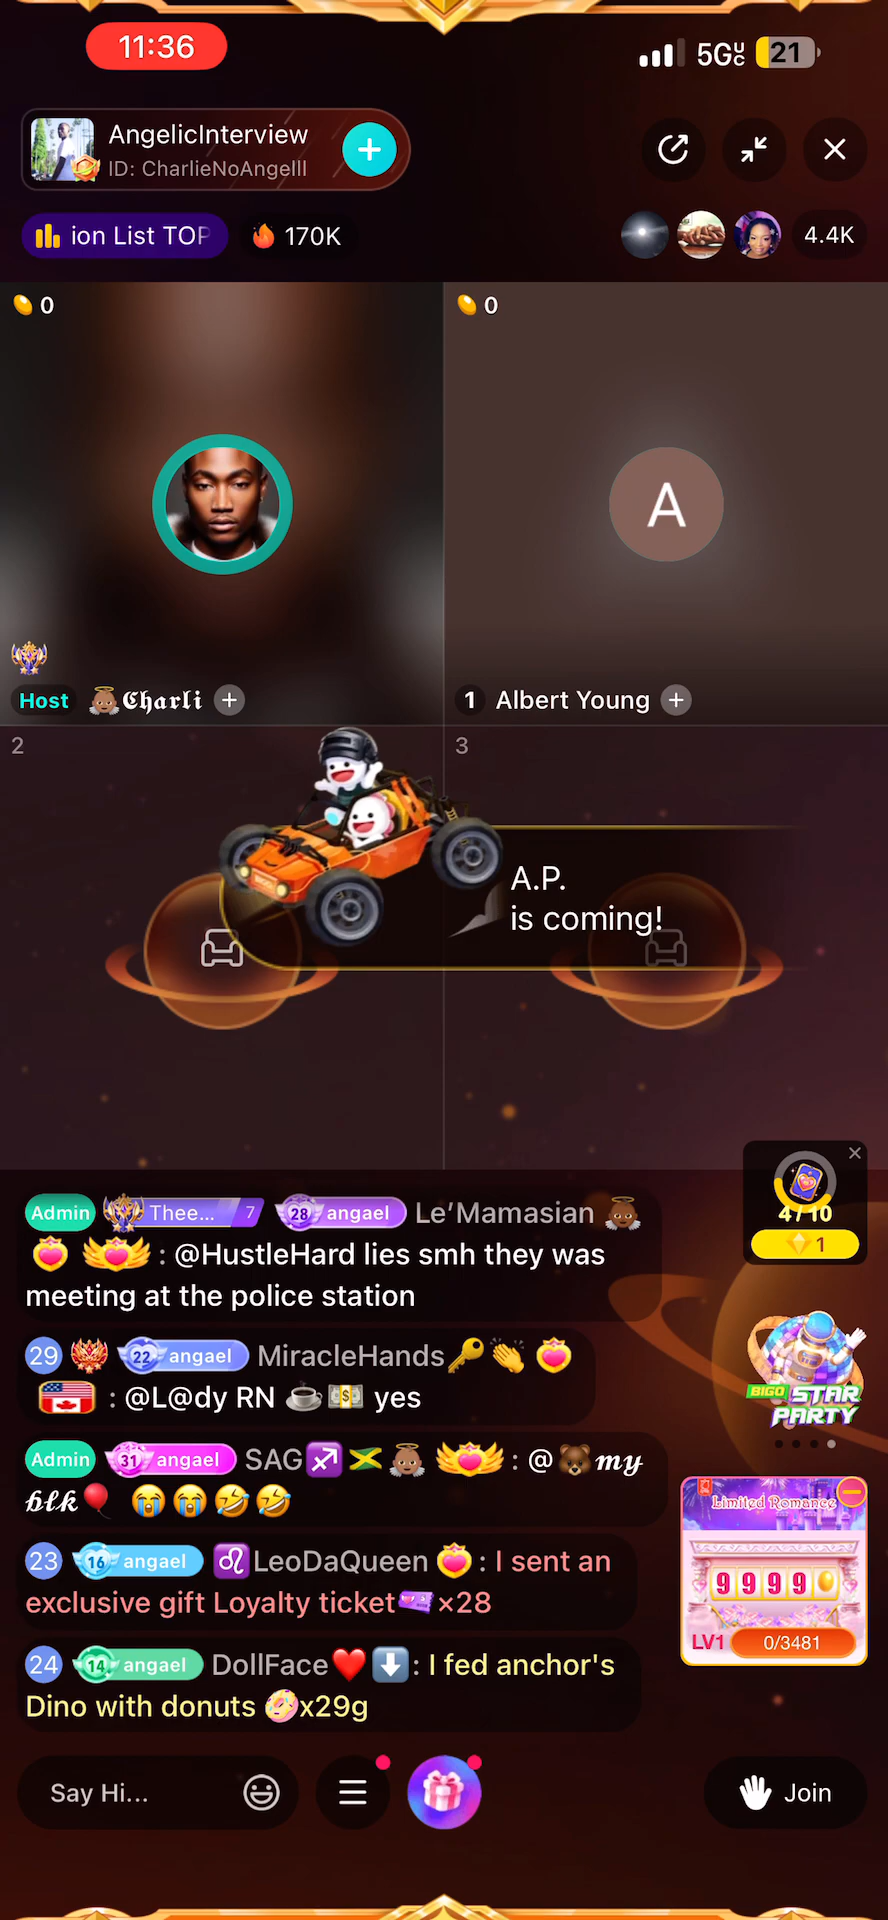 11:36
5G UC
21
AngelicInterview
ID: CharlieNoAngelll
ion List TOP
170K
4.4K
0
0
A
Host
👼🏽𝕮𝖍𝖆𝖗𝖑𝖎
1 Albert Young
2
3
A.P.
is coming!
4/10
1
Admin Thee... 7 28 angael Le’Mamasian 👼🏾
: @HustleHard lies smh they was
meeting at the police station
29 22 angael MiracleHands🔑👏
: @L@dy RN ☕💵 yes
Admin 31 angael SAG♐🇯🇲👼🏽 : @🐻𝓶𝔂
𝓫𝓵𝓴🎈 😭😭🤣🤣
23 16 angael ♌LeoDaQueen : I sent an
exclusive gift Loyalty ticket ×28
24 14 angael DollFace❤️⬇️: I fed anchor's
Dino with donuts 🍩x29g
BIGO STAR
PARTY
Limited Romance
9 9 9 9
LV1 0/3481
Say Hi...
Join